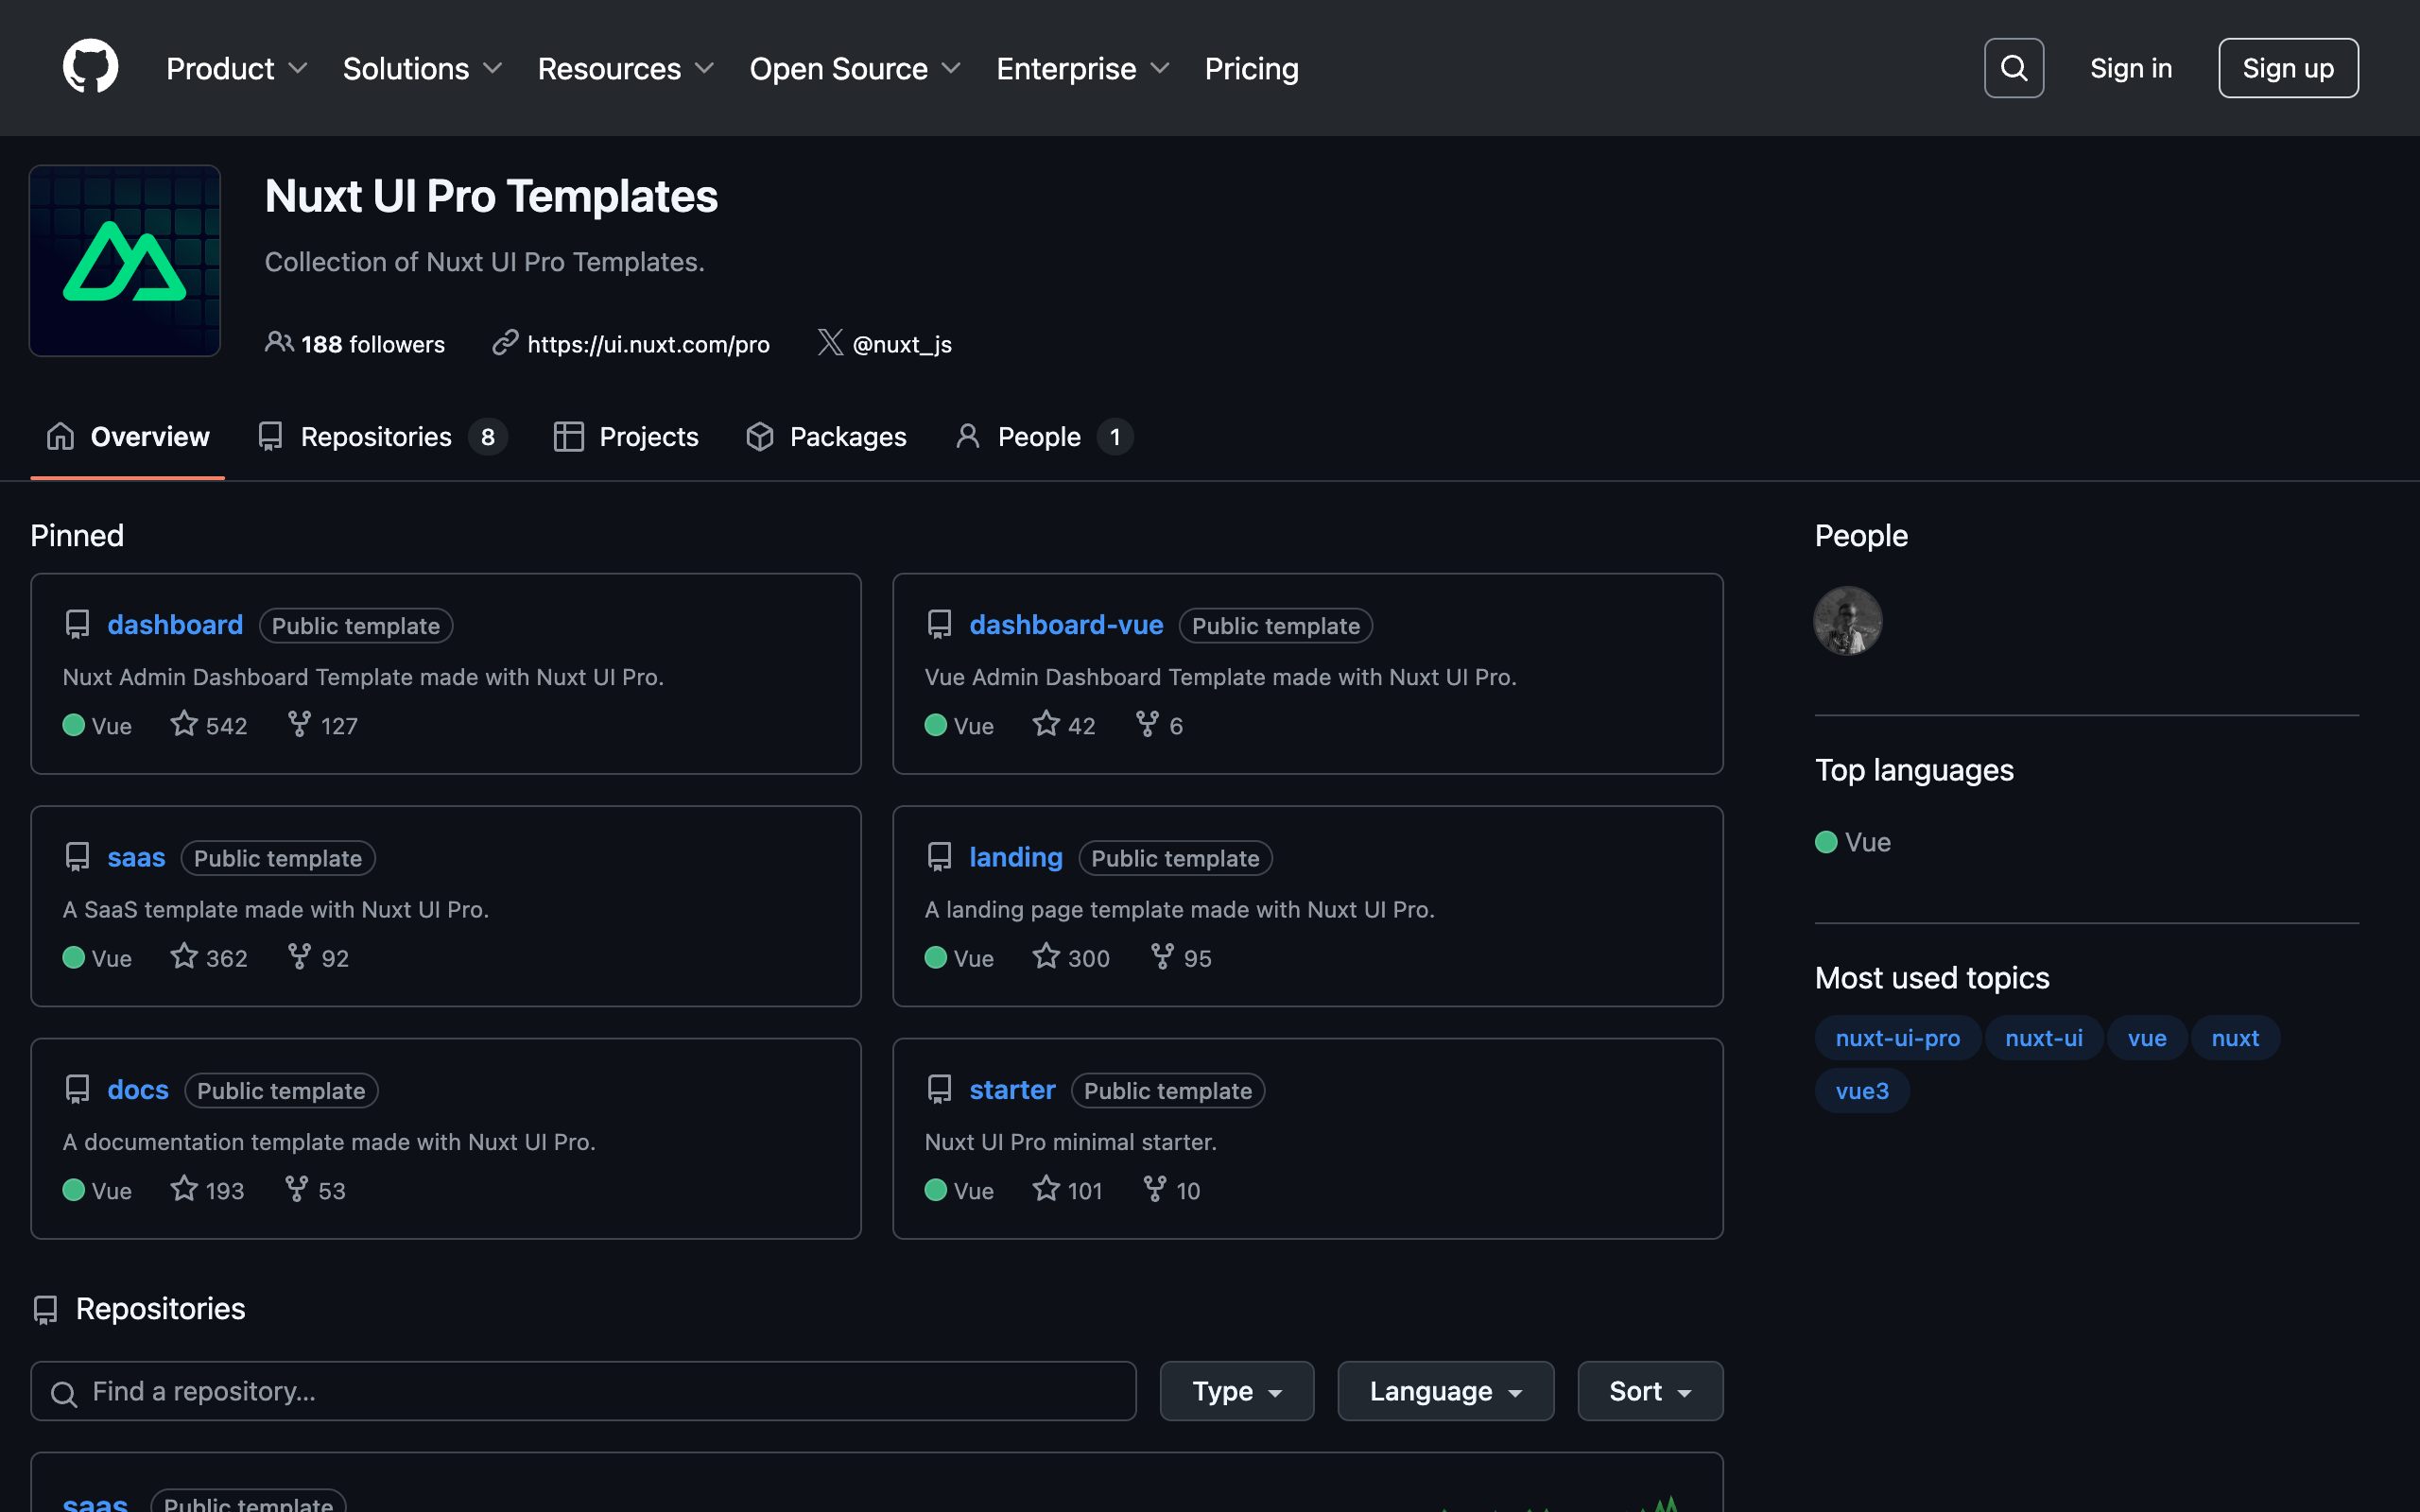 Product Solutions Resources Open Source Enterprise Pricing Sign in Sign up
Nuxt UI Pro Templates
Collection of Nuxt UI Pro Templates.
188 followers https://ui.nuxt.com/pro @nuxt_js
Overview Repositories 8 Projects Packages People 1
Pinned
dashboard Public template
Nuxt Admin Dashboard Template made with Nuxt UI Pro.
Vue 542 127
dashboard-vue Public template
Vue Admin Dashboard Template made with Nuxt UI Pro.
Vue 42 6
saas Public template
A SaaS template made with Nuxt UI Pro.
Vue 362 92
landing Public template
A landing page template made with Nuxt UI Pro.
Vue 300 95
docs Public template
A documentation template made with Nuxt UI Pro.
Vue 193 53
starter Public template
Nuxt UI Pro minimal starter.
Vue 101 10
Repositories
Find a repository... Type Language Sort
saas Public template
People
Top languages
Vue
Most used topics
nuxt-ui-pro nuxt-ui vue nuxt
vue3